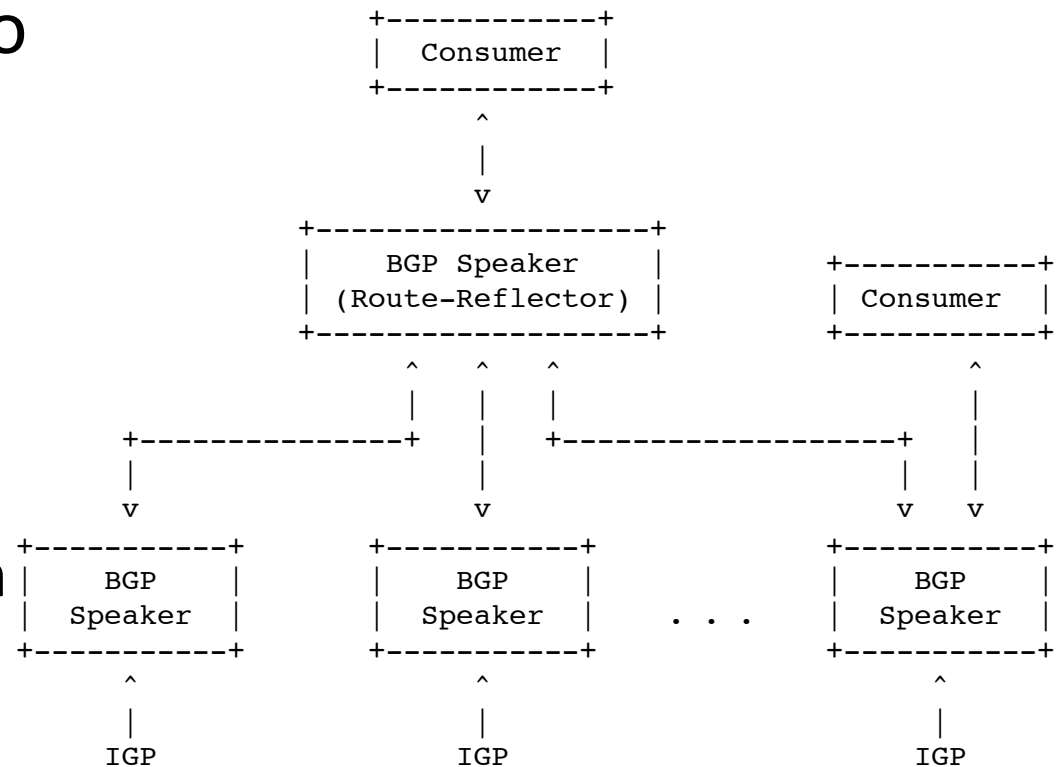 Consumer
BGP Speaker
(Route-Reflector)
Consumer
BGP
Speaker
BGP
Speaker
. . .
BGP
Speaker
IGP
IGP
IGP